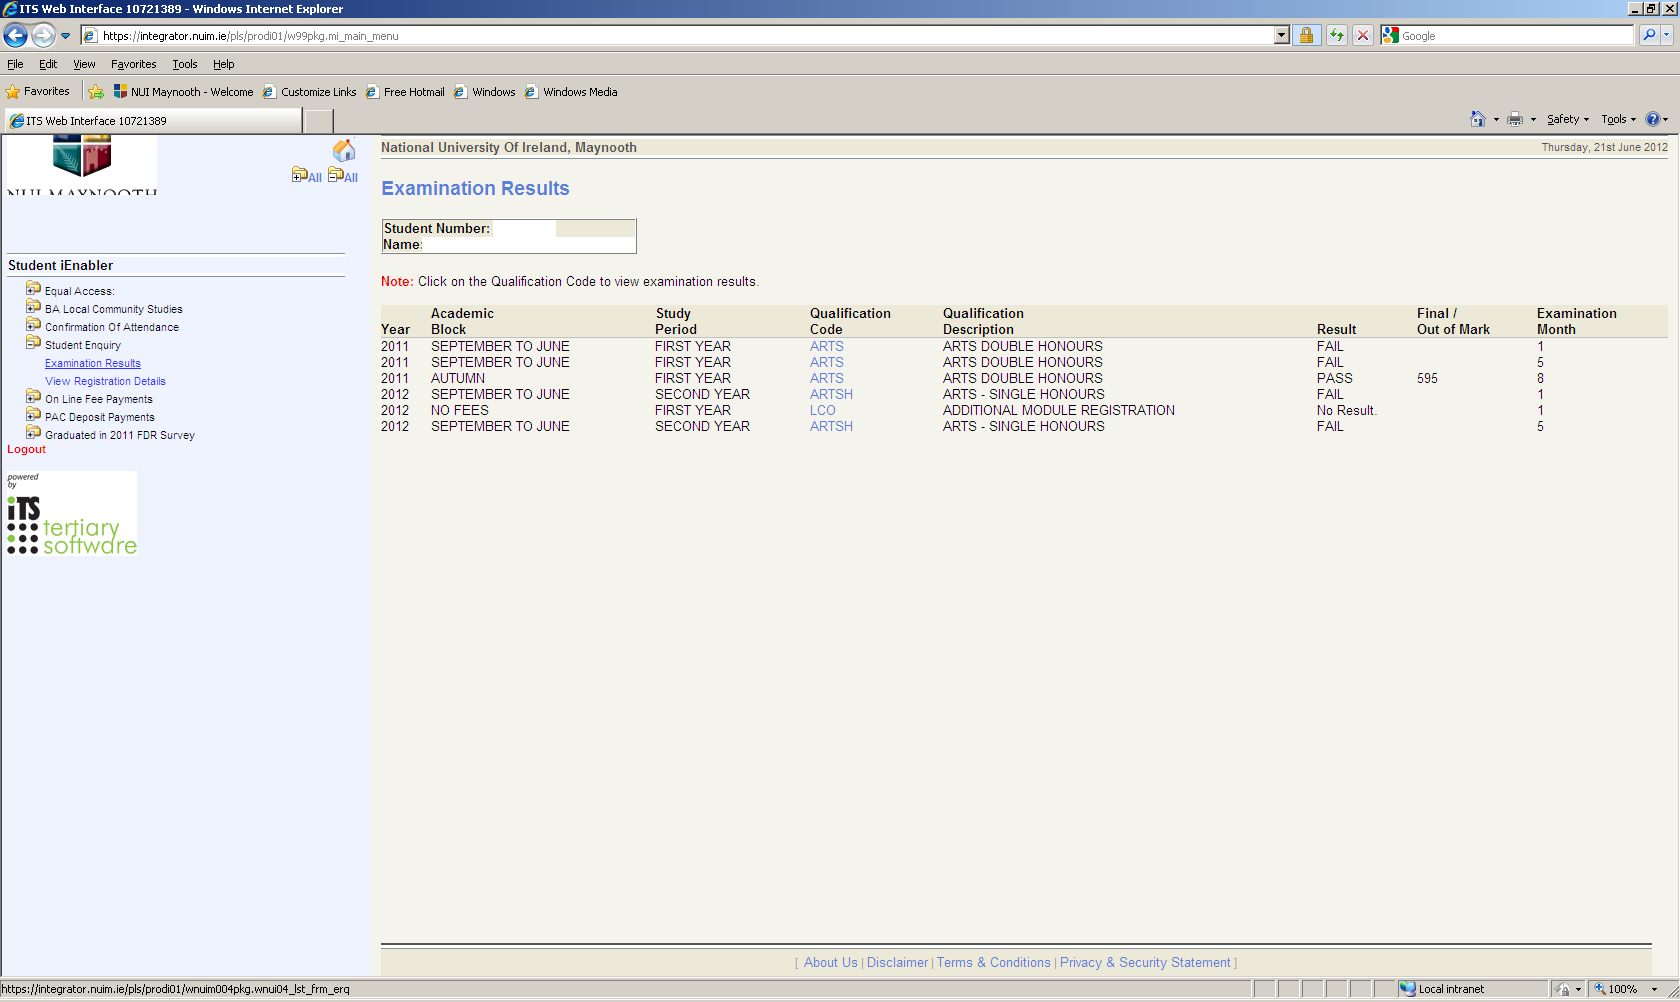 ITS Web Interface 10721389 - Windows Internet Explorer
https://integrator.nuim.ie/pls/prodi01/w99pkg.mi_main_menu
Google
File Edit View Favorites Tools Help
Favorites NUI Maynooth - Welcome Customize Links Free Hotmail Windows Windows Media
ITS Web Interface 10721389
Safety Tools
NUI MAYNOOTH
All All
Student iEnabler
Equal Access:
BA Local Community Studies
Confirmation Of Attendance
Student Enquiry
Examination Results
View Registration Details
On Line Fee Payments
PAC Deposit Payments
Graduated in 2011 FDR Survey
Logout
powered
by
iTS
tertiary
software
National University Of Ireland, Maynooth Thursday, 21st June 2012
Examination Results
Student Number:
Name:
Note: Click on the Qualification Code to view examination results.
Academic Study Qualification Qualification Final / Examination
Year Block Period Code Description Result Out of Mark Month
2011 SEPTEMBER TO JUNE FIRST YEAR ARTS ARTS DOUBLE HONOURS FAIL 1
2011 SEPTEMBER TO JUNE FIRST YEAR ARTS ARTS DOUBLE HONOURS FAIL 5
2011 AUTUMN FIRST YEAR ARTS ARTS DOUBLE HONOURS PASS 595 8
2012 SEPTEMBER TO JUNE SECOND YEAR ARTSH ARTS - SINGLE HONOURS FAIL 1
2012 NO FEES FIRST YEAR LCO ADDITIONAL MODULE REGISTRATION No Result. 1
2012 SEPTEMBER TO JUNE SECOND YEAR ARTSH ARTS - SINGLE HONOURS FAIL 5
[ About Us | Disclaimer | Terms & Conditions | Privacy & Security Statement ]
https://integrator.nuim.ie/pls/prodi01/wnuim004pkg.wnui04_lst_frm_erq
Local intranet
100%